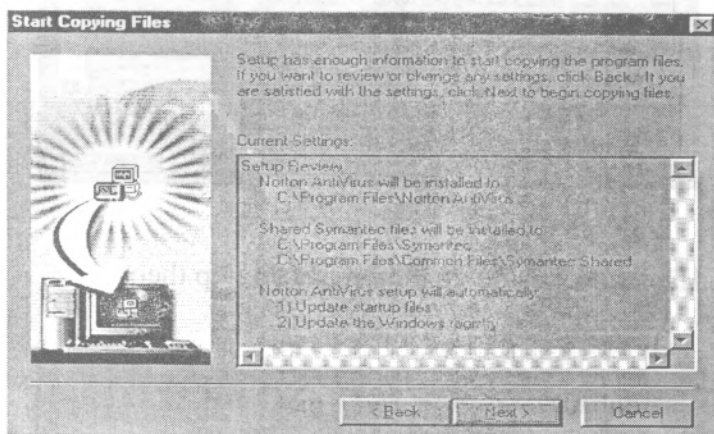 Start Copying Files
Setup has enough information to start copying the program files.
If you want to review or change any settings, click Back. If you
are satisfied with the settings, click Next to begin copying files.
Current Settings:
Setup Review
Norton AntiVirus will be installed to
C:\Program Files\Norton AntiVirus
Shared Symantec files will be installed to
C:\Program Files\Symantec
C:\Program Files\Common Files\Symantec Shared
Norton AntiVirus setup will automatically:
1) Update startup files
2) Update the Windows registry
< Back
Next >
Cancel